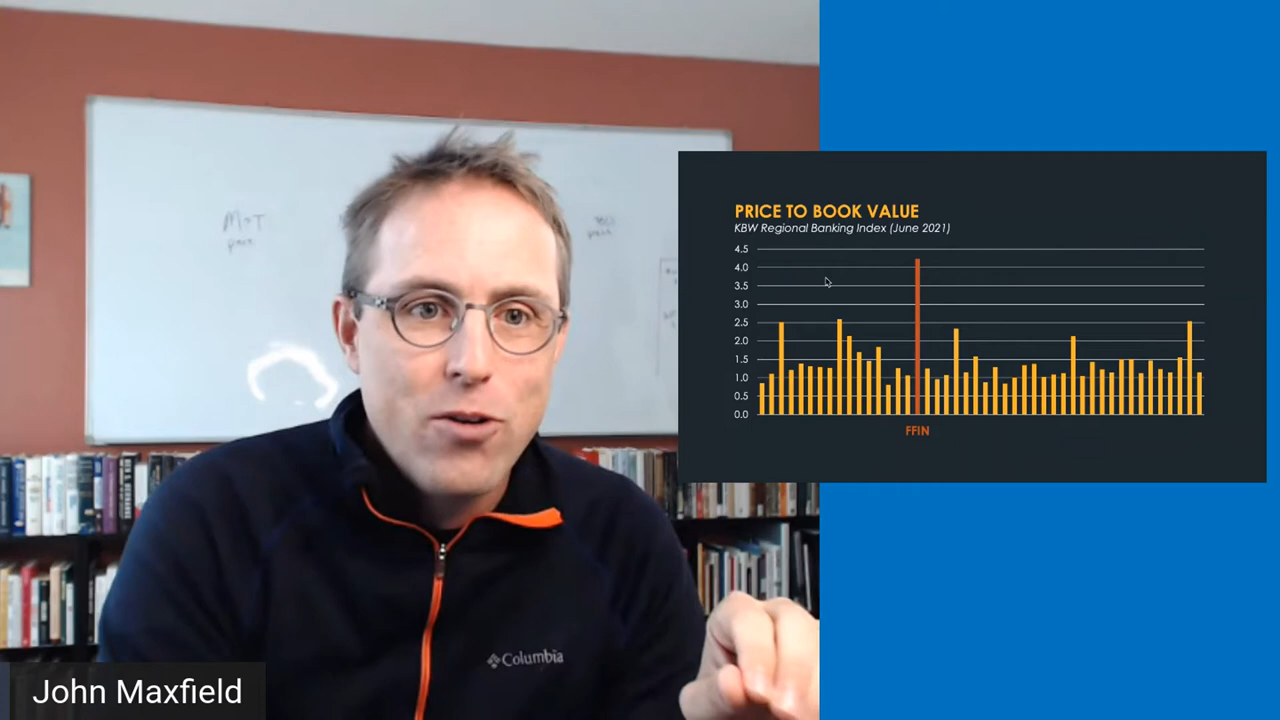 M+T
PRICE TO BOOK VALUE
KBW Regional Banking Index (June 2021)
4.5
4.0
3.5
3.0
2.5
2.0
1.5
1.0
0.5
0.0
FFIN
Columbia
John Maxfield